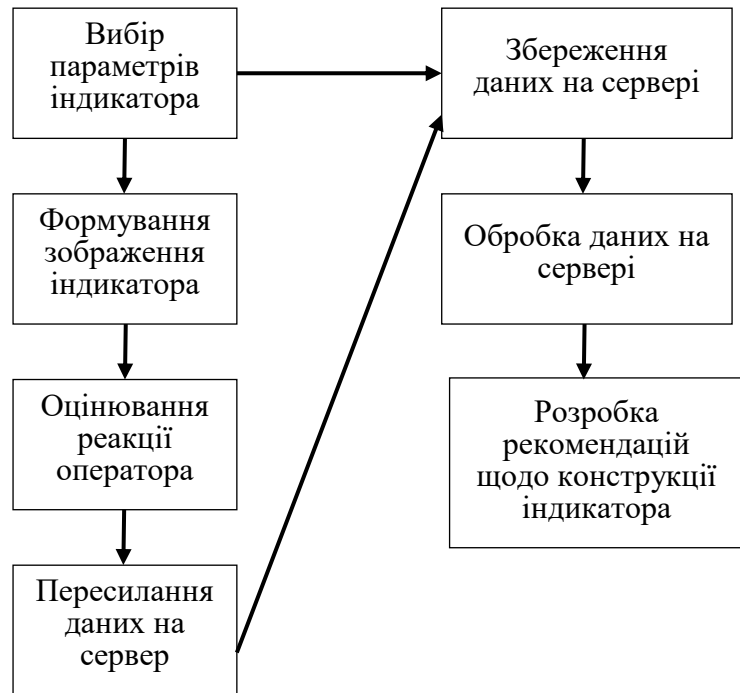 Вибір
параметрів
індикатора
Формування
зображення
індикатора
Оцінювання
реакції
оператора
Пересилання
даних на
сервер
Збереження
даних на сервері
Обробка даних на
сервері
Розробка
рекомендацій
щодо конструкції
індикатора